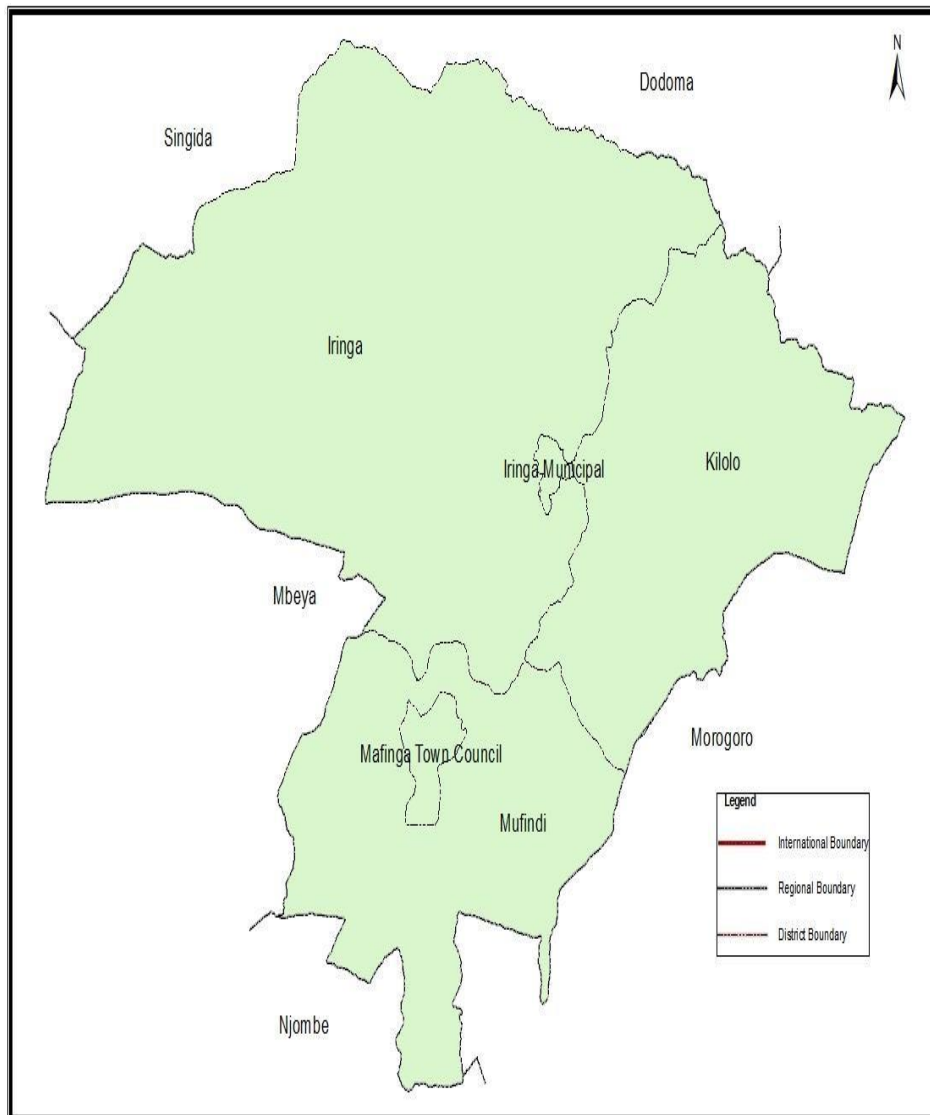 N
Dodoma
Singida
Iringa
Iringa Municipal
Kilolo
Mbeya
Morogoro
Mafinga Town Council
Mufindi
Njombe
Legend
International Boundary
Regional Boundary
District Boundary